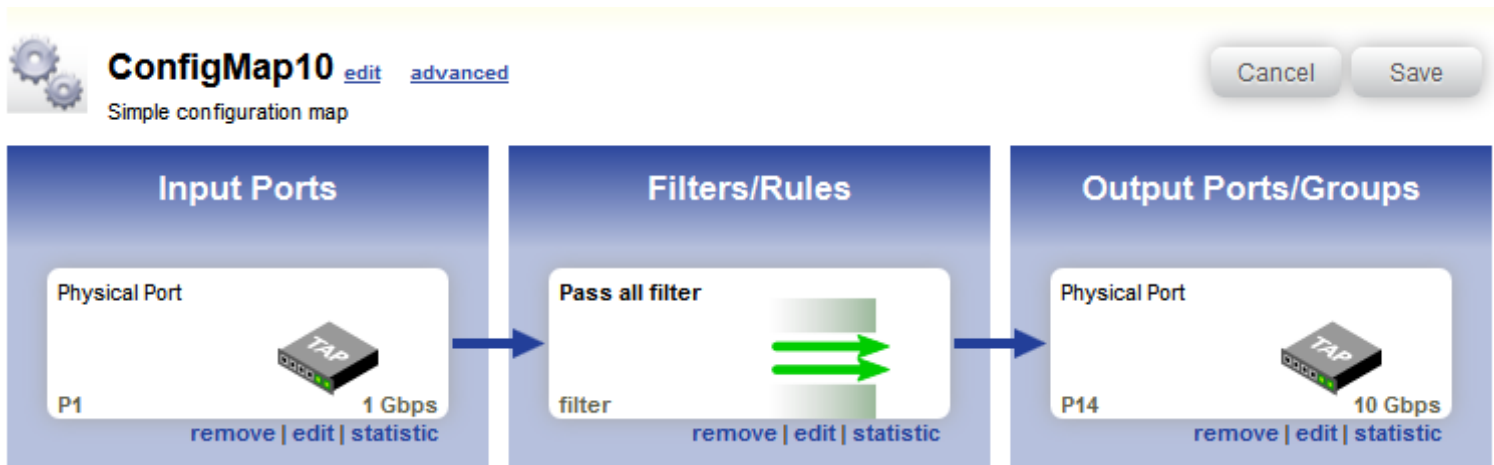 ConfigMap10 edit advanced
Cancel Save
Simple configuration map
Input Ports
Physical Port
TAP
P1 1 Gbps
remove | edit | statistic
Filters/Rules
Pass all filter
filter
remove | edit | statistic
Output Ports/Groups
Physical Port
TAP
P14 10 Gbps
remove | edit | statistic